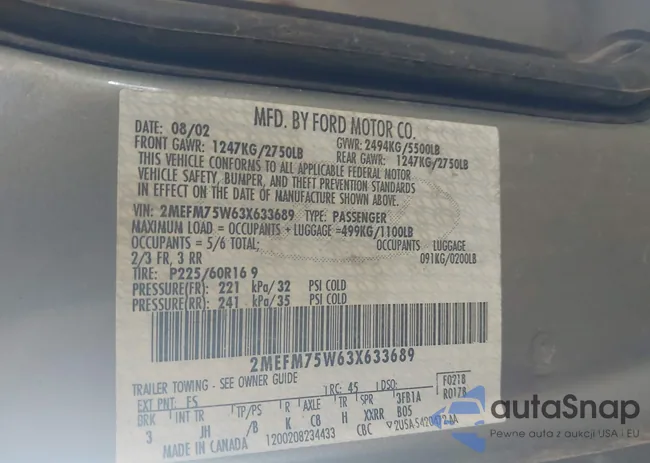 MFD. BY FORD MOTOR CO.
DATE: 08/02 GVWR: 2494KG/5500LB
FRONT GAWR: 1247KG/2750LB REAR GAWR: 1247KG/2750LB
THIS VEHICLE CONFORMS TO ALL APPLICABLE FEDERAL MOTOR
VEHICLE SAFETY, BUMPER, AND THEFT PREVENTION STANDARDS
IN EFFECT ON THE DATE OF MANUFACTURE SHOWN ABOVE.
VIN: 2MEFM75W63X633689 TYPE: PASSENGER
MAXIMUM LOAD = OCCUPANTS + LUGGAGE =499KG/1100LB
OCCUPANTS = 5/6 TOTAL; OCCUPANTS LUGGAGE
2/3 FR, 3 RR 091KG/0200LB
TIRE: P225/60R16 9
PRESSURE(FR) : 221 kPa/32 PSI COLD
PRESSURE(RR) : 241 kPa/35 PSI COLD
2MEFM75W63X633689
TRAILER TOWING - SEE OWNER GUIDE
EXT PNT: FS RC: 45 DSO: F0218
BRK INT TR TP/PS R AXLE TR SPR 3FB1A R0178
3 JH /B K C8 H XXRR B05
MADE IN CANADA 1200208234433 CBC
autaSnap
Pewne auta z aukcji USA i EU